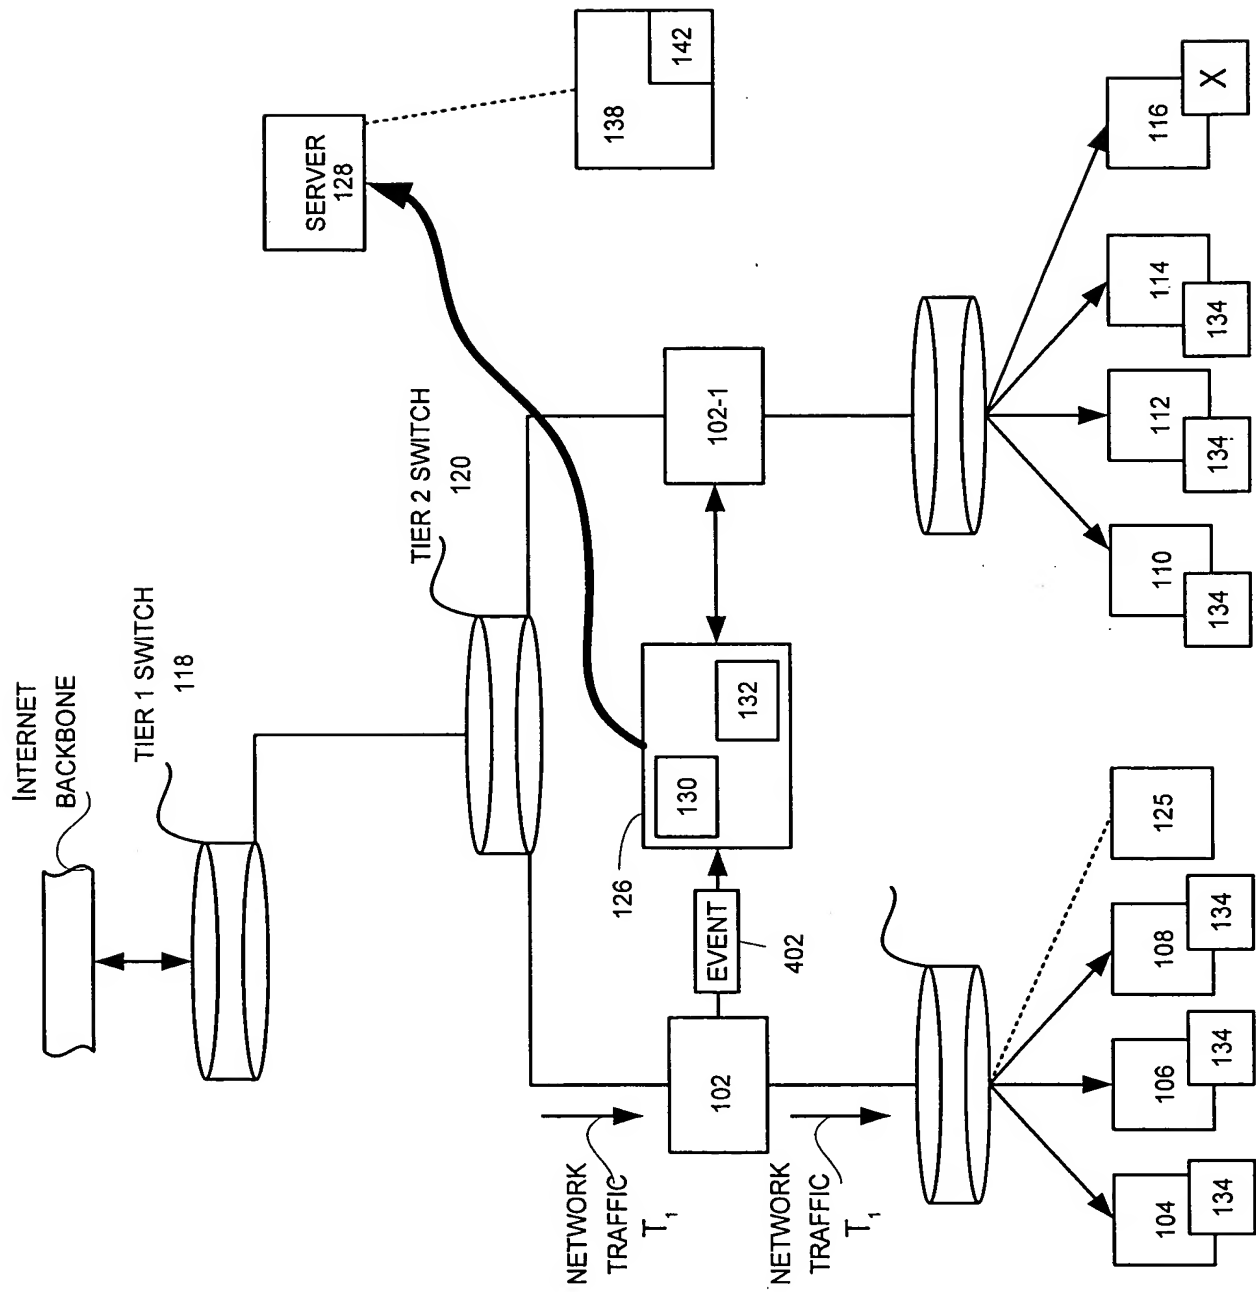 INTERNET
BACKBONE
TIER 1 SWITCH
118
TIER 2 SWITCH
120
SERVER
128
138
142
NETWORK
TRAFFIC
T1
102
NETWORK
TRAFFIC
T1
EVENT
402
126
130
132
102-1
104
134
106
134
108
134
125
110
134
112
134
114
134
116
X